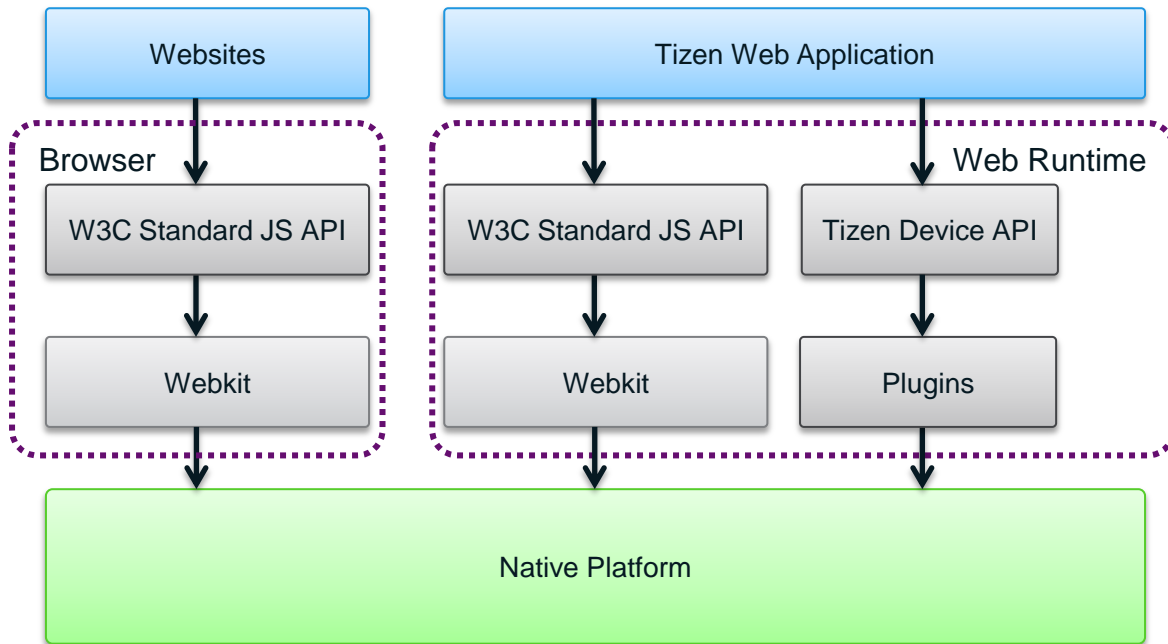 Websites
Tizen Web Application
Browser
Web Runtime
W3C Standard JS API
W3C Standard JS API
Tizen Device API
Webkit
Webkit
Plugins
Native Platform